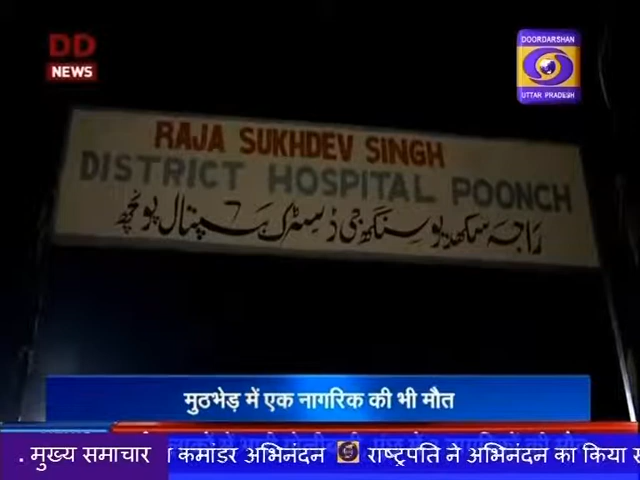 DD
NEWS
DOORDARSHAN
UTTAR PRADESH
RAJA SUKHDEV SINGH
DISTRICT HOSPITAL POONCH
راجہ سکھدیو سنگھ جی ڈسٹرکٹ ہسپتال پونچھ
मुठभेड़ में एक नागरिक की भी मौत
. मुख्य समाचार
कमांडर अभिनंदन
राष्ट्रपति ने अभिनंदन का किया